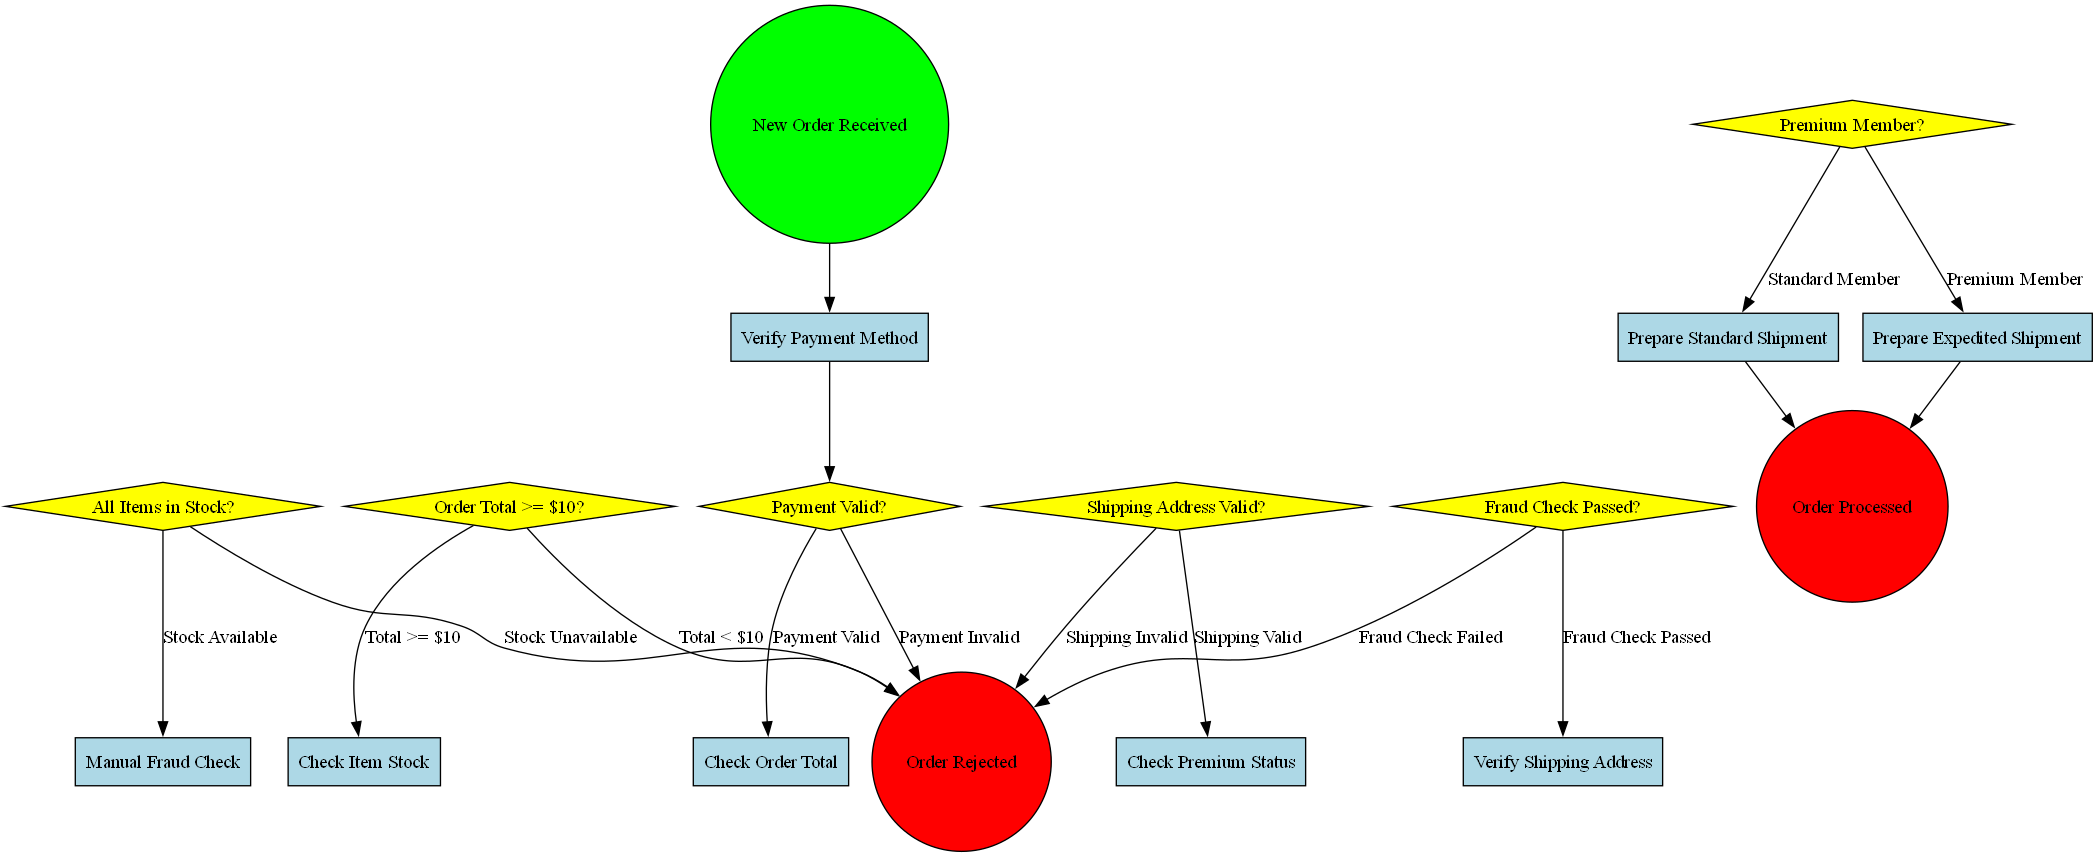 New Order Received
Premium Member?
Standard Member
Premium Member
Verify Payment Method
Prepare Standard Shipment
Prepare Expedited Shipment
All Items in Stock?
Order Total >= $10?
Payment Valid?
Shipping Address Valid?
Fraud Check Passed?
Order Processed
Stock Available
Total >= $10
Stock Unavailable
Total < $10
Payment Valid
Payment Invalid
Shipping Invalid
Shipping Valid
Fraud Check Failed
Fraud Check Passed
Manual Fraud Check
Check Item Stock
Check Order Total
Order Rejected
Check Premium Status
Verify Shipping Address